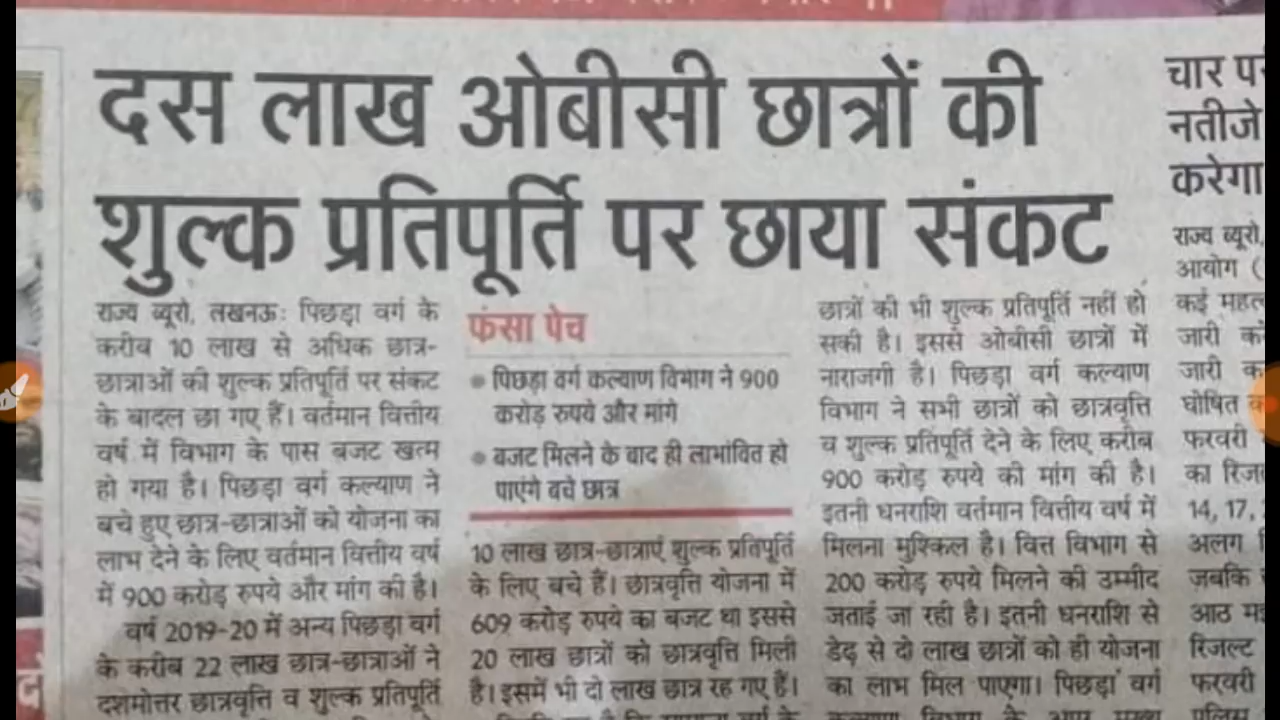 दस लाख ओबीसी छात्रों की
शुल्क प्रतिपूर्ति पर छाया संकट
राज्य ब्यूरो, लखनऊ: पिछड़ा वर्ग के
करीब 10 लाख से अधिक छात्र-
छात्राओं की शुल्क प्रतिपूर्ति पर संकट
के बादल छा गए हैं। वर्तमान वित्तीय
वर्ष में विभाग के पास बजट खत्म
हो गया है। पिछड़ा वर्ग कल्याण ने
बचे हुए छात्र-छात्राओं को योजना का
लाभ देने के लिए वर्तमान वित्तीय वर्ष
में 900 करोड़ रुपये और मांग की है।
वर्ष 2019-20 में अन्य पिछड़ा वर्ग
के करीब 22 लाख छात्र-छात्राओं ने
दशमोत्तर छात्रवृत्ति व शुल्क प्रतिपूर्ति
फंसा पेच
पिछड़ा वर्ग कल्याण विभाग ने 900
करोड़ रुपये और मांगे
बजट मिलने के बाद ही लाभांवित हो
पाएंगे बचे छात्र
10 लाख छात्र-छात्राएं शुल्क प्रतिपूर्ति
के लिए बचे हैं। छात्रवृत्ति योजना में
609 करोड़ रुपये का बजट था इससे
20 लाख छात्रों को छात्रवृत्ति मिली
है। इसमें भी दो लाख छात्र रह गए हैं।
छात्रों की भी शुल्क प्रतिपूर्ति नहीं हो
सकी है। इससे ओबीसी छात्रों में
नाराजगी है। पिछड़ा वर्ग कल्याण
विभाग ने सभी छात्रों को छात्रवृत्ति
व शुल्क प्रतिपूर्ति देने के लिए करीब
900 करोड़ रुपये की मांग की है।
इतनी धनराशि वर्तमान वित्तीय वर्ष में
मिलना मुश्किल है। वित्त विभाग से
200 करोड़ रुपये मिलने की उम्मीद
जताई जा रही है। इतनी धनराशि से
डेढ़ से दो लाख छात्रों को ही योजना
का लाभ मिल पाएगा। पिछड़ा वर्ग
चार
नतीजे
करेगा
राज्य ब्यूरो,
आयोग (
कई
जारी
जारी
घोषित
फरवरी
का
14, 17,
अलग
जबकि
आठ
रिजल्ट
फरवरी